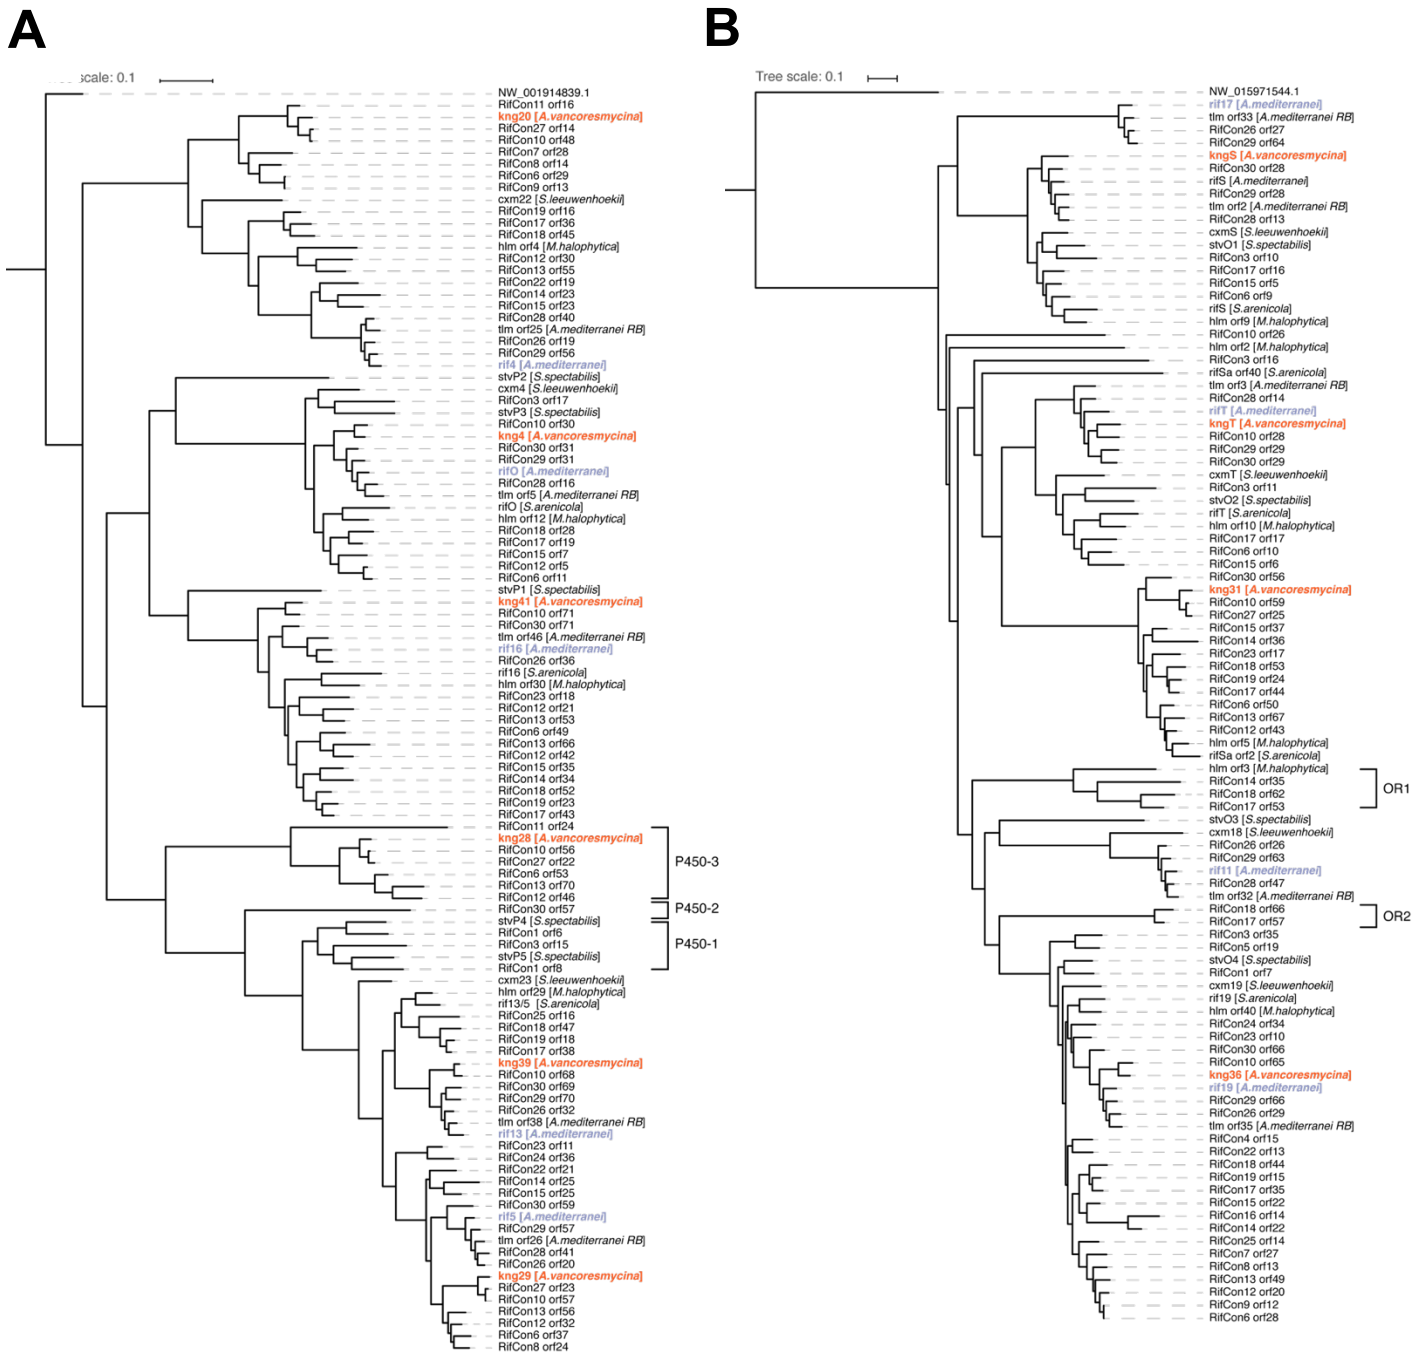 A
scale: 0.1
NW_001914839.1
RifCon11 orf16
kng20 [A.vancoresmycina]
RifCon27 orf14
RifCon10 orf48
RifCon7 orf28
RifCon8 orf14
RifCon6 orf29
RifCon9 orf13
cxm22 [S.leeuwenhoekii]
RifCon19 orf16
RifCon17 orf36
RifCon18 orf45
hlm orf4 [M.halophytica]
RifCon12 orf30
RifCon13 orf55
RifCon22 orf19
RifCon14 orf23
RifCon15 orf23
RifCon28 orf40
tlm orf25 [A.mediterranei RB]
RifCon26 orf19
RifCon29 orf56
rif4 [A.mediterranei]
stvP2 [S.spectabilis]
cxm4 [S.leeuwenhoekii]
RifCon3 orf17
stvP3 [S.spectabilis]
RifCon10 orf30
kng4 [A.vancoresmycina]
RifCon30 orf31
RifCon29 orf31
rifO [A.mediterranei]
RifCon28 orf16
tlm orf5 [A.mediterranei RB]
rifO [S.arenicola]
hlm orf12 [M.halophytica]
RifCon18 orf28
RifCon17 orf19
RifCon15 orf7
RifCon12 orf5
RifCon6 orf11
stvP1 [S.spectabilis]
kng41 [A.vancoresmycina]
RifCon10 orf71
RifCon30 orf71
tlm orf46 [A.mediterranei RB]
rif16 [A.mediterranei]
RifCon26 orf36
rif16 [S.arenicola]
hlm orf30 [M.halophytica]
RifCon23 orf18
RifCon12 orf21
RifCon13 orf53
RifCon6 orf49
RifCon13 orf66
RifCon12 orf42
RifCon15 orf35
RifCon14 orf34
RifCon18 orf52
RifCon19 orf23
RifCon17 orf43
RifCon11 orf24
kng28 [A.vancoresmycina]
RifCon10 orf56
RifCon27 orf22
RifCon6 orf53
RifCon13 orf70
RifCon12 orf46
P450-3
RifCon30 orf57
P450-2
stvP4 [S.spectabilis]
RifCon1 orf6
RifCon3 orf15
stvP5 [S.spectabilis]
RifCon1 orf8
P450-1
cxm23 [S.leeuwenhoekii]
hlm orf29 [M.halophytica]
rif13/5 [S.arenicola]
RifCon25 orf16
RifCon18 orf47
RifCon19 orf18
RifCon17 orf38
kng39 [A.vancoresmycina]
RifCon10 orf68
RifCon30 orf69
RifCon29 orf70
RifCon26 orf32
tlm orf38 [A.mediterranei RB]
rif13 [A.mediterranei]
RifCon23 orf11
RifCon24 orf36
RifCon22 orf21
RifCon14 orf25
RifCon15 orf25
RifCon30 orf59
rif5 [A.mediterranei]
RifCon29 orf57
tlm orf26 [A.mediterranei RB]
RifCon28 orf41
RifCon26 orf20
kng29 [A.vancoresmycina]
RifCon27 orf23
RifCon10 orf57
RifCon13 orf56
RifCon12 orf32
RifCon6 orf37
RifCon8 orf24
B
Tree scale: 0.1
NW_015971544.1
rif17 [A.mediterranei]
tlm orf33 [A.mediterranei RB]
RifCon26 orf27
RifCon29 orf64
kngS [A.vancoresmycina]
RifCon30 orf28
rifS [A.mediterranei]
RifCon29 orf28
tlm orf2 [A.mediterranei RB]
RifCon28 orf13
cxmS [S.leeuwenhoekii]
stvO1 [S.spectabilis]
RifCon3 orf10
RifCon17 orf16
RifCon15 orf5
RifCon6 orf9
rifS [S.arenicola]
hlm orf9 [M.halophytica]
RifCon10 orf26
hlm orf2 [M.halophytica]
RifCon3 orf16
rifSa orf40 [S.arenicola]
tlm orf3 [A.mediterranei RB]
RifCon28 orf14
rifT [A.mediterranei]
kngT [A.vancoresmycina]
RifCon10 orf28
RifCon29 orf29
RifCon30 orf29
cxmT [S.leeuwenhoekii]
RifCon3 orf11
stvO2 [S.spectabilis]
rifT [S.arenicola]
hlm orf10 [M.halophytica]
RifCon17 orf17
RifCon6 orf10
RifCon15 orf6
RifCon30 orf56
kng31 [A.vancoresmycina]
RifCon10 orf59
RifCon27 orf25
RifCon15 orf37
RifCon14 orf36
RifCon23 orf17
RifCon18 orf53
RifCon19 orf24
RifCon17 orf44
RifCon6 orf50
RifCon13 orf67
RifCon12 orf43
hlm orf5 [M.halophytica]
rifSa orf2 [S.arenicola]
hlm orf3 [M.halophytica]
RifCon14 orf35
RifCon18 orf62
RifCon17 orf53
OR1
stvO3 [S.spectabilis]
cxm18 [S.leeuwenhoekii]
RifCon26 orf26
RifCon29 orf63
rif11 [A.mediterranei]
RifCon28 orf47
tlm orf32 [A.mediterranei RB]
RifCon18 orf66
RifCon17 orf57
OR2
RifCon3 orf35
RifCon5 orf19
stvO4 [S.spectabilis]
RifCon1 orf7
cxm19 [S.leeuwenhoekii]
rif19 [S.arenicola]
hlm orf40 [M.halophytica]
RifCon24 orf34
RifCon23 orf10
RifCon30 orf66
RifCon10 orf65
kng36 [A.vancoresmycina]
rif19 [A.mediterranei]
RifCon29 orf66
RifCon26 orf29
tlm orf35 [A.mediterranei RB]
RifCon4 orf15
RifCon22 orf13
RifCon18 orf44
RifCon19 orf15
RifCon17 orf35
RifCon15 orf22
RifCon16 orf14
RifCon14 orf22
RifCon25 orf14
RifCon7 orf27
RifCon8 orf13
RifCon13 orf49
RifCon12 orf20
RifCon9 orf12
RifCon6 orf28